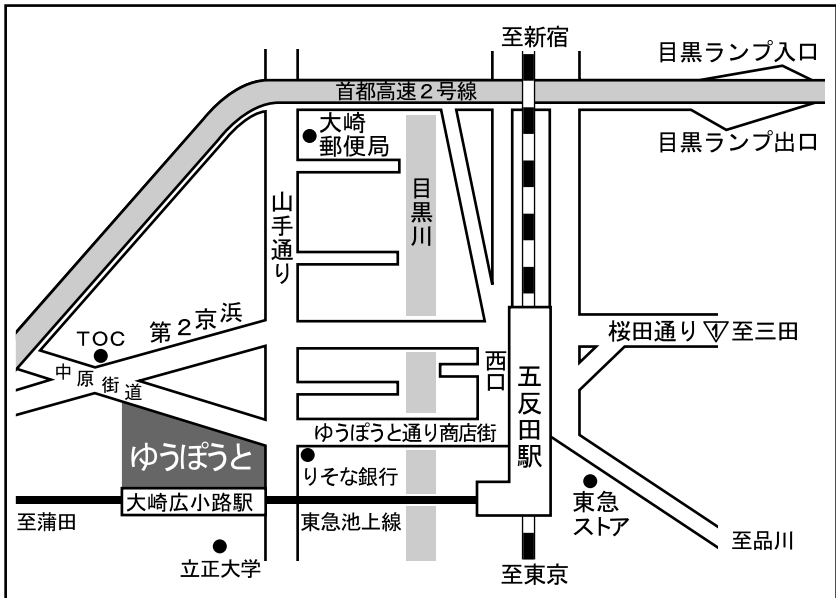 至新宿
目黒ランプ入口
首都高速2号線
大崎
郵便局
目黒ランプ出口
目黒川
山手通り
第2京浜
TOC
桜田通り
1
至三田
中原街道
西口
五反田駅
ゆうぽうと通り商店街
ゆうぽうと
りそな銀行
大崎広小路駅
東急池上線
至蒲田
東急
ストア
立正大学
至品川
至東京